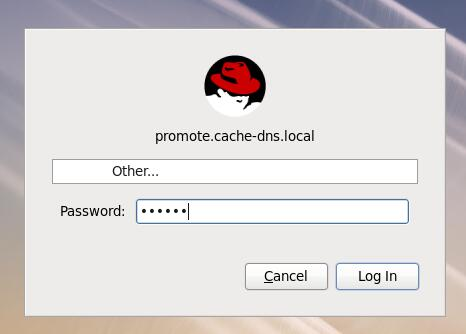 promote.cache-dns.local
Other...
Password: ••••••
Cancel
Log In